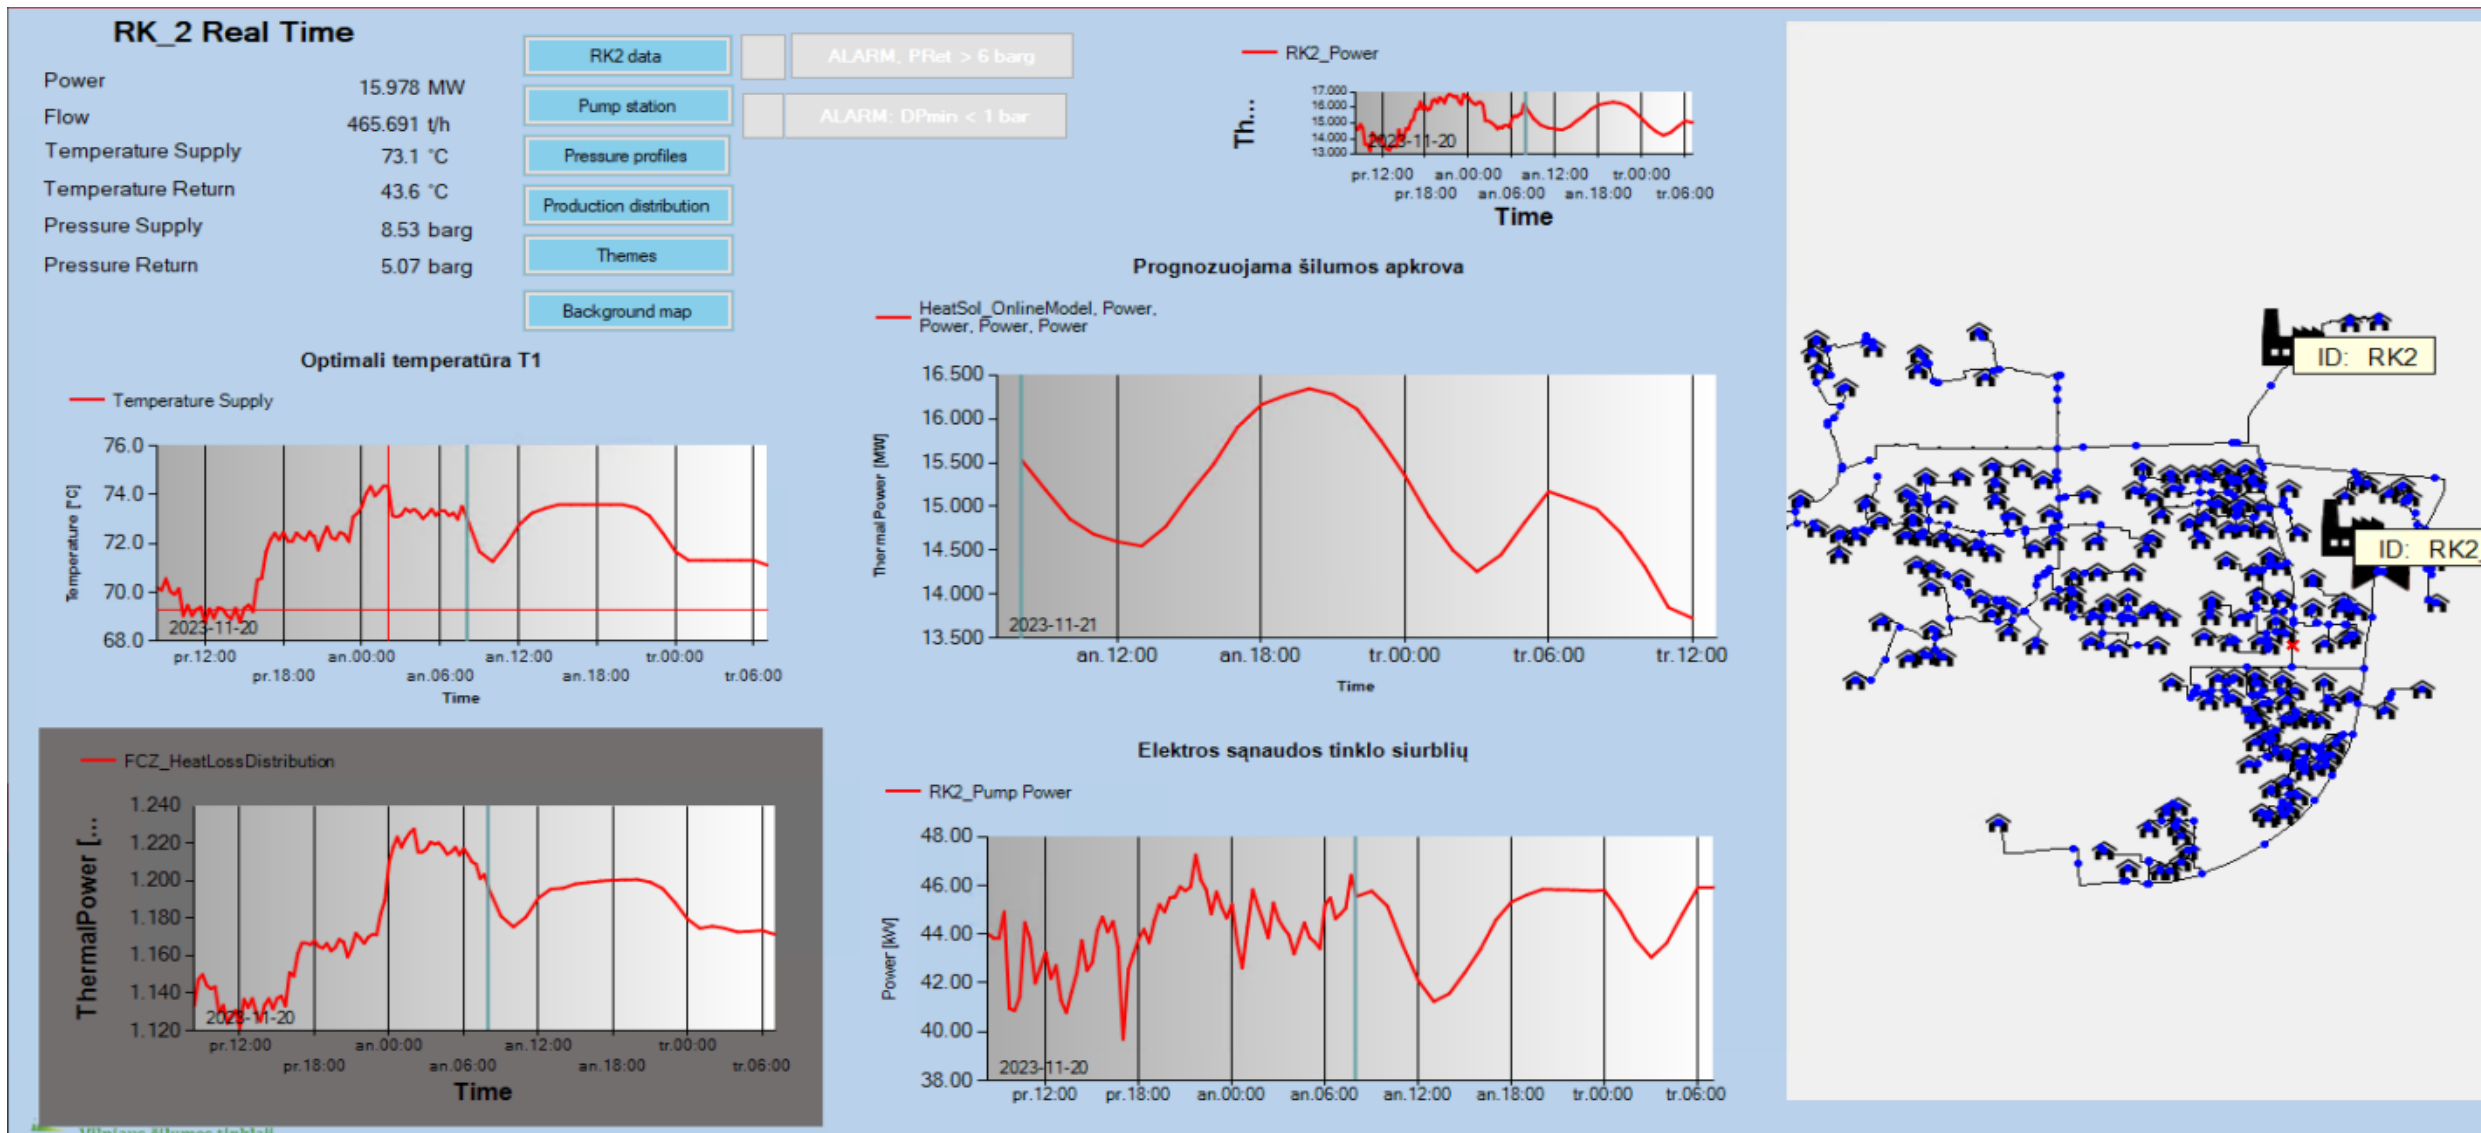 RK_2 Real Time
Power 15.978 MW
Flow 465.691 t/h
Temperature Supply 73.1 °C
Temperature Return 43.6 °C
Pressure Supply 8.53 barg
Pressure Return 5.07 barg
RK2 data
Pump station
Pressure profiles
Production distribution
Themes
Background map
ALARM, PRet > 6 barg
ALARM: DPmin < 1 bar
RK2_Power
Th...
17.000
16.000
15.000
14.000
13.000
2023-11-20
pr.12:00 an.00:00 an.12:00 tr.00:00
pr.18:00 an.06:00 an.18:00 tr.06:00
Time
Optimali temperatūra T1
Temperature Supply
Temperature [°C]
76.0
74.0
72.0
70.0
68.0
2023-11-20
pr.12:00 an.00:00 an.12:00 tr.00:00
pr.18:00 an.06:00 an.18:00 tr.06:00
Time
Prognozuojama šilumos apkrova
HeatSol_OnlineModel, Power,
Power, Power, Power
ThermalPower [MW]
16.500
16.000
15.500
15.000
14.500
14.000
13.500
2023-11-21
an.12:00 an.18:00 tr.00:00 tr.06:00 tr.12:00
Time
FCZ_HeatLossDistribution
ThermalPower [...
1.240
1.220
1.200
1.180
1.160
1.140
1.120
2023-11-20
pr.12:00 an.00:00 an.12:00 tr.00:00
pr.18:00 an.06:00 an.18:00 tr.06:00
Time
Elektros sąnaudos tinklo siurblių
RK2_Pump Power
Power [kW]
48.00
46.00
44.00
42.00
40.00
38.00
2023-11-20
pr.12:00 pr.18:00 an.00:00 an.06:00 an.12:00 an.18:00 tr.00:00 tr.06:00
ID: RK2
ID: RK2_